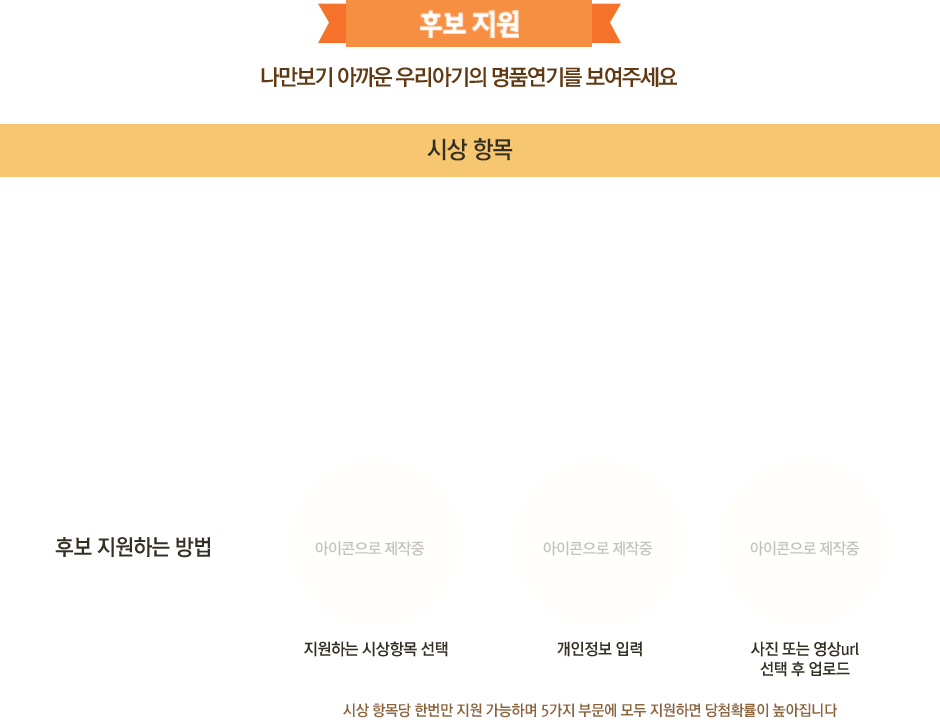 후보 지원
나만보기 아까운 우리아기의 명품연기를 보여주세요
시상 항목
후보 지원하는 방법
아이콘으로 제작중
아이콘으로 제작중
아이콘으로 제작중
지원하는 시상항목 선택
개인정보 입력
사진 또는 영상url
선택 후 업로드
시상 항목당 한번만 지원 가능하며 5가지 부문에 모두 지원하면 당첨확률이 높아집니다